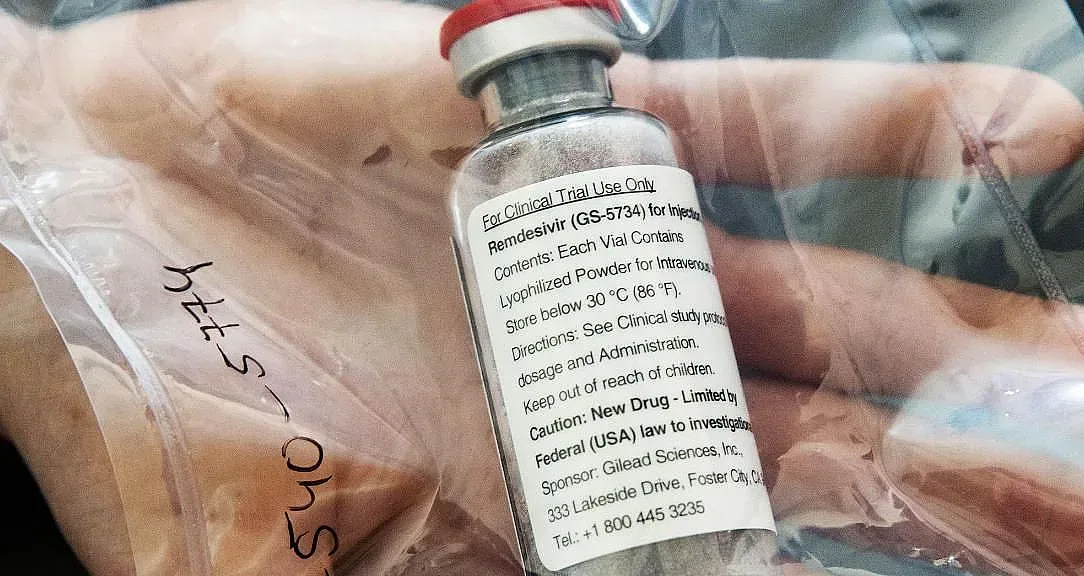 For Clinical Trial Use Only
Remdesivir (GS-5734) for
Contents: Each Vial Contains
Lyophilized Powder for Intravenous
Store below 30 °C (86 °F).
Directions: See Clinical study
dosage and Administration.
Keep out of reach of children.
Caution: New Drug - Limited by
Federal (USA) law to
Sponsor: Gilead Sciences, Inc.,
333 Lakeside Drive, Foster City,
Tel.: +1 800 445 3235